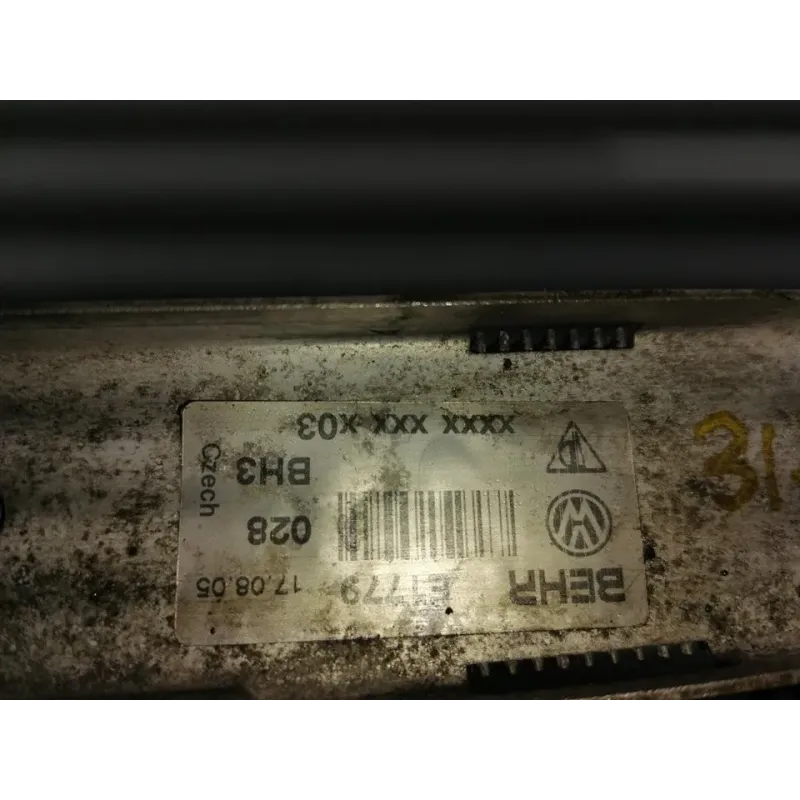 BEHR E1779 17.08.05
028
BH3
Czech
xxxx xxx x03
31